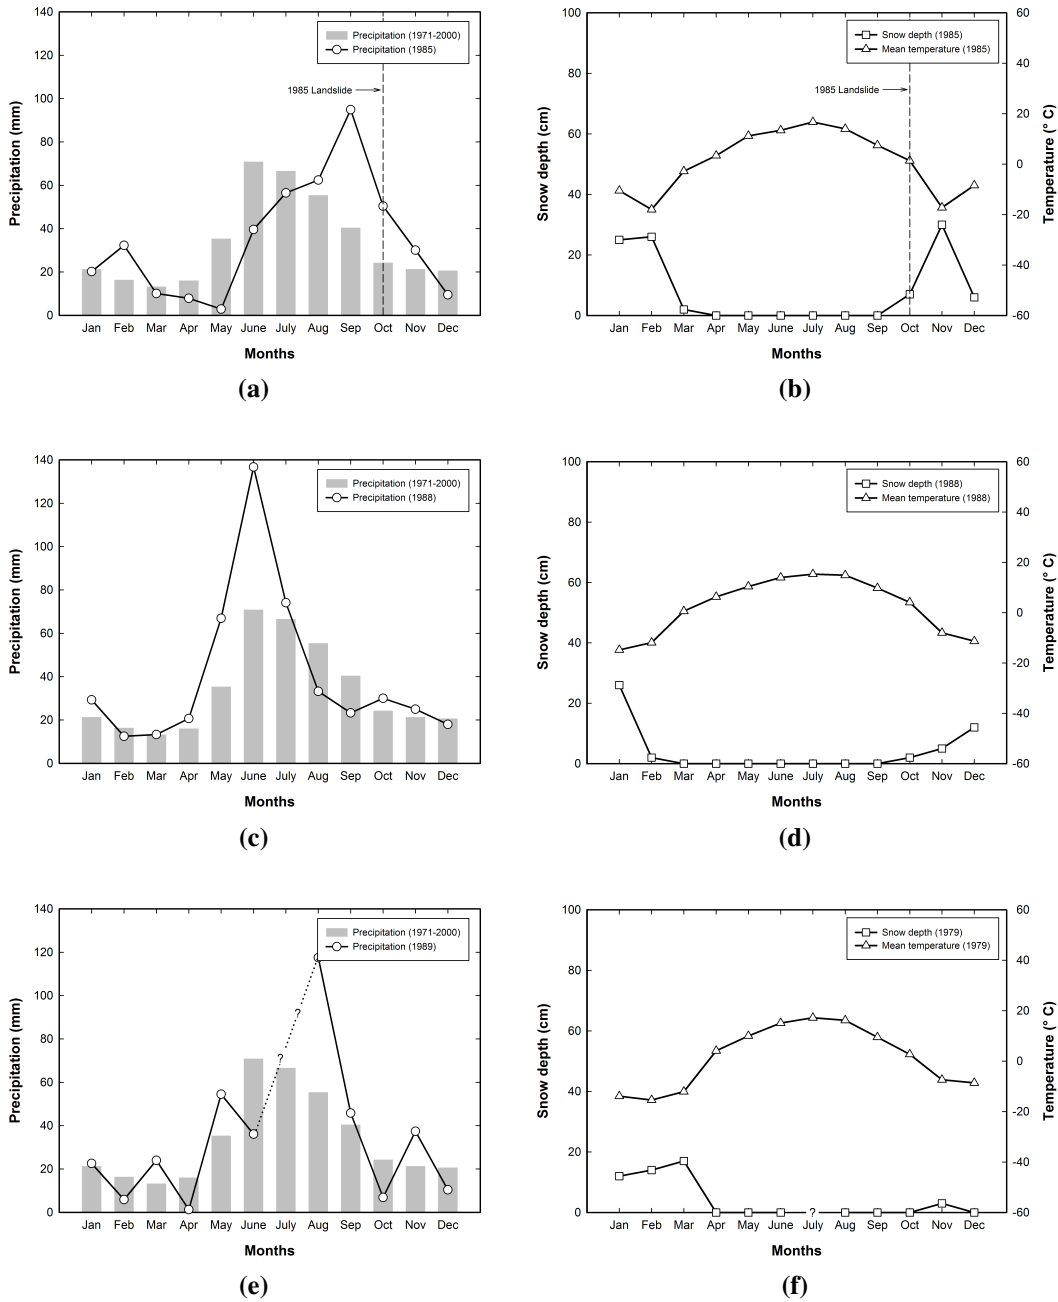 140
120
100
80
60
40
20
0
Precipitation (mm)
Precipitation (1971-2000)
Precipitation (1985)
1985 Landslide
Jan Feb Mar Apr May June July Aug Sep Oct Nov Dec
Months
(a)
100
80
60
40
20
0
Snow depth (cm)
Snow depth (1985)
Mean temperature (1985)
1985 Landslide
60
40
20
0
-20
-40
-60
Temperature (° C)
Jan Feb Mar Apr May June July Aug Sep Oct Nov Dec
Months
(b)
140
120
100
80
60
40
20
0
Precipitation (mm)
Precipitation (1971-2000)
Precipitation (1988)
Jan Feb Mar Apr May June July Aug Sep Oct Nov Dec
Months
(c)
100
80
60
40
20
0
Snow depth (cm)
Snow depth (1988)
Mean temperature (1988)
60
40
20
0
-20
-40
-60
Temperature (° C)
Jan Feb Mar Apr May June July Aug Sep Oct Nov Dec
Months
(d)
140
120
100
80
60
40
20
0
Precipitation (mm)
Precipitation (1971-2000)
Precipitation (1989)
?
?
Jan Feb Mar Apr May June July Aug Sep Oct Nov Dec
Months
(e)
100
80
60
40
20
0
Snow depth (cm)
Snow depth (1979)
Mean temperature (1979)
60
40
20
0
-20
-40
-60
Temperature (° C)
?
Jan Feb Mar Apr May June July Aug Sep Oct Nov Dec
Months
(f)